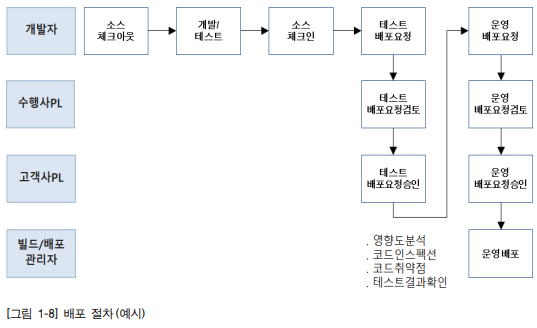 개발자
소스
체크아웃
개발/
테스트
소스
체크인
테스트
배포요청
운영
배포요청
수행사PL
테스트
배포요청검토
운영
배포요청검토
고객사PL
테스트
배포요청승인
운영
배포요청승인
빌드/배포
관리자
. 영향도분석
. 코드인스펙션
. 코드취약점
. 테스트결과확인
운영배포
[그림 1-8] 배포 절차(예시)